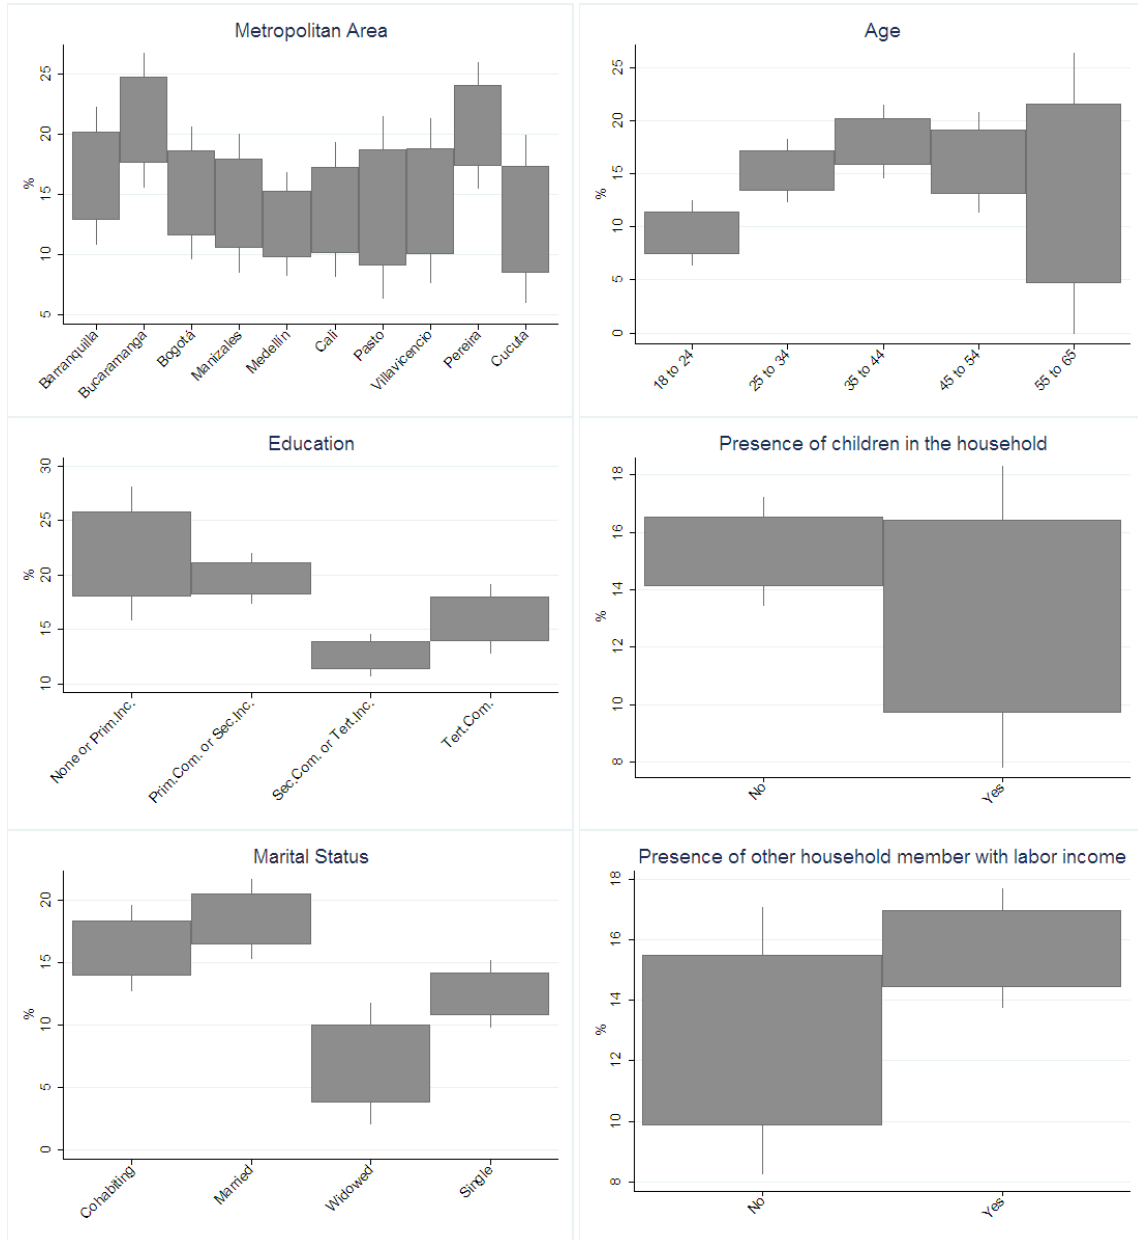 Metropolitan Area
%
25
20
15
10
5
Barranquilla
Bucaramanga
Bogotá
Manizales
Medellín
Cali
Pasto
Villavicencio
Pereira
Cucuta
Age
%
25
20
15
10
5
0
18 to 24
25 to 34
35 to 44
45 to 54
55 to 65
Education
%
30
25
20
15
10
None or Prim.Inc.
Prim.Com. or Sec.Inc.
Sec.Com. or Tert.Inc.
Tert.Com.
Presence of children in the household
%
18
16
14
12
10
8
No
Yes
Marital Status
%
20
15
10
5
0
Cohabiting
Married
Widowed
Single
Presence of other household member with labor income
%
18
16
14
12
10
8
No
Yes